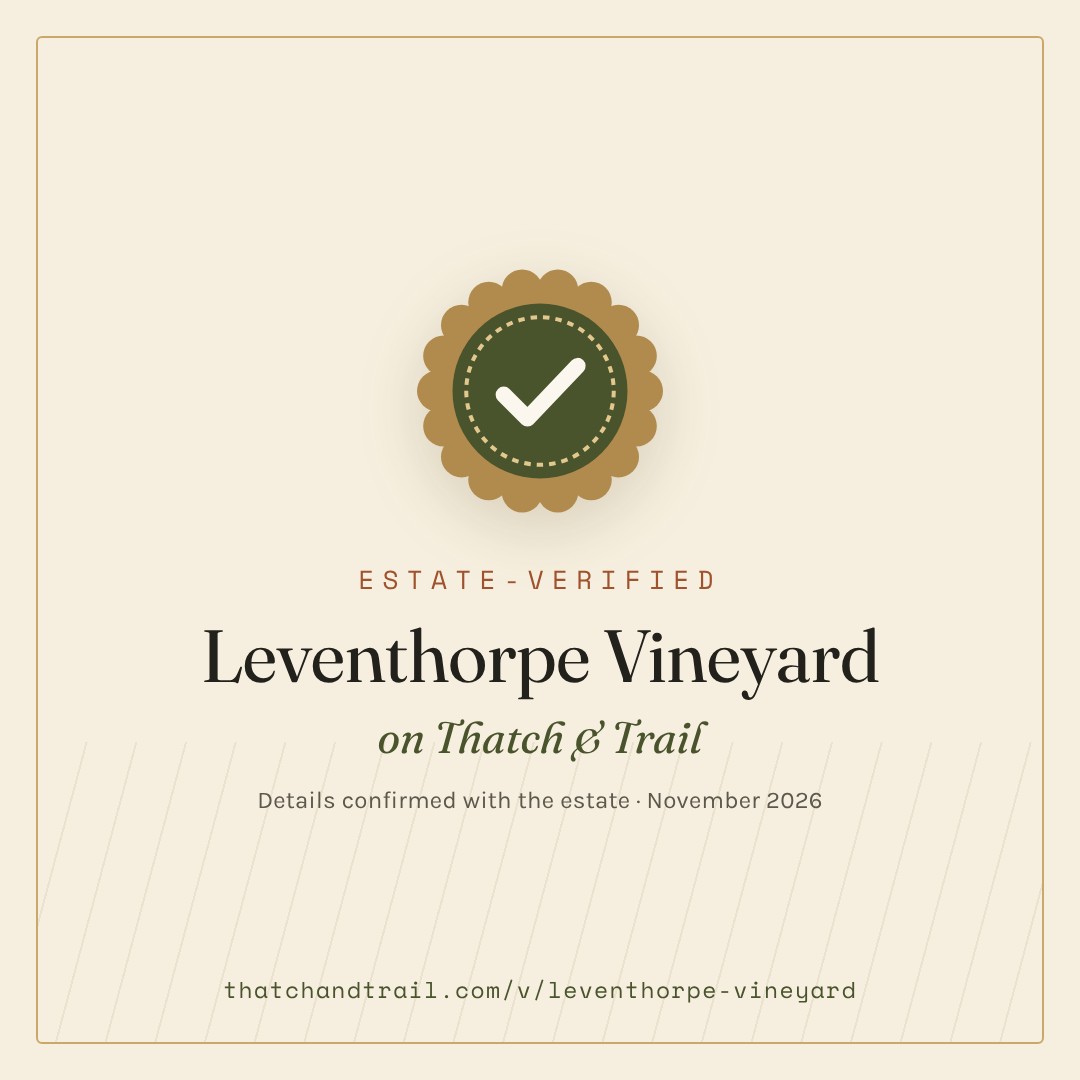 ESTATE-VERIFIED
Leventhorpe Vineyard
on Thatch & Trail
Details confirmed with the estate · November 2026
thatchandtrail.com/v/leventhorpe-vineyard